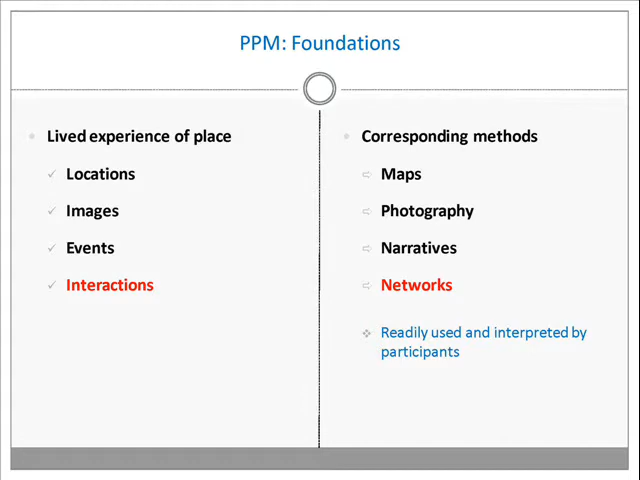 PPM: Foundations
Lived experience of place
Locations
Images
Events
Interactions
Corresponding methods
Maps
Photography
Narratives
Networks
Readily used and interpreted by
participants